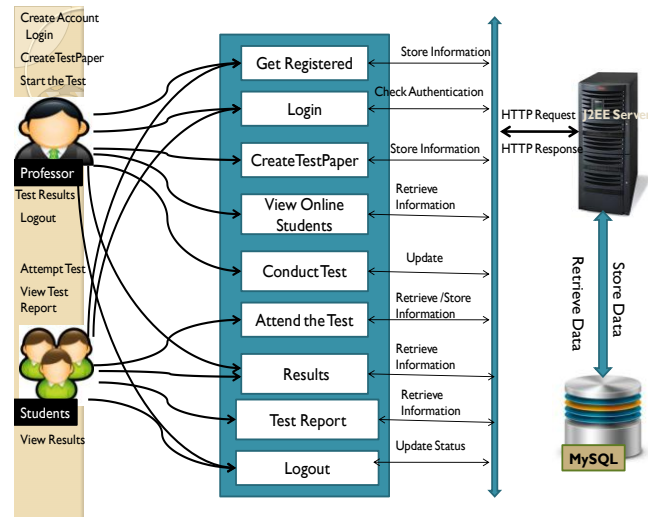 Create Account
Login
CreateTestPaper
Start the Test
Professor
Test Results
Logout
Attempt Test
View Test
Report
Students
View Results
Get Registered
Login
CreateTestPaper
View Online
Students
Conduct Test
Attend the Test
Results
Test Report
Logout
Store Information
Check Authentication
Store Information
Retrieve
Information
Update
Retrieve /Store
Information
Retrieve
Information
Retrieve
Information
Update Status
HTTP Request
HTTP Response
J2EE Server
Store Data
Retrieve Data
MySQL